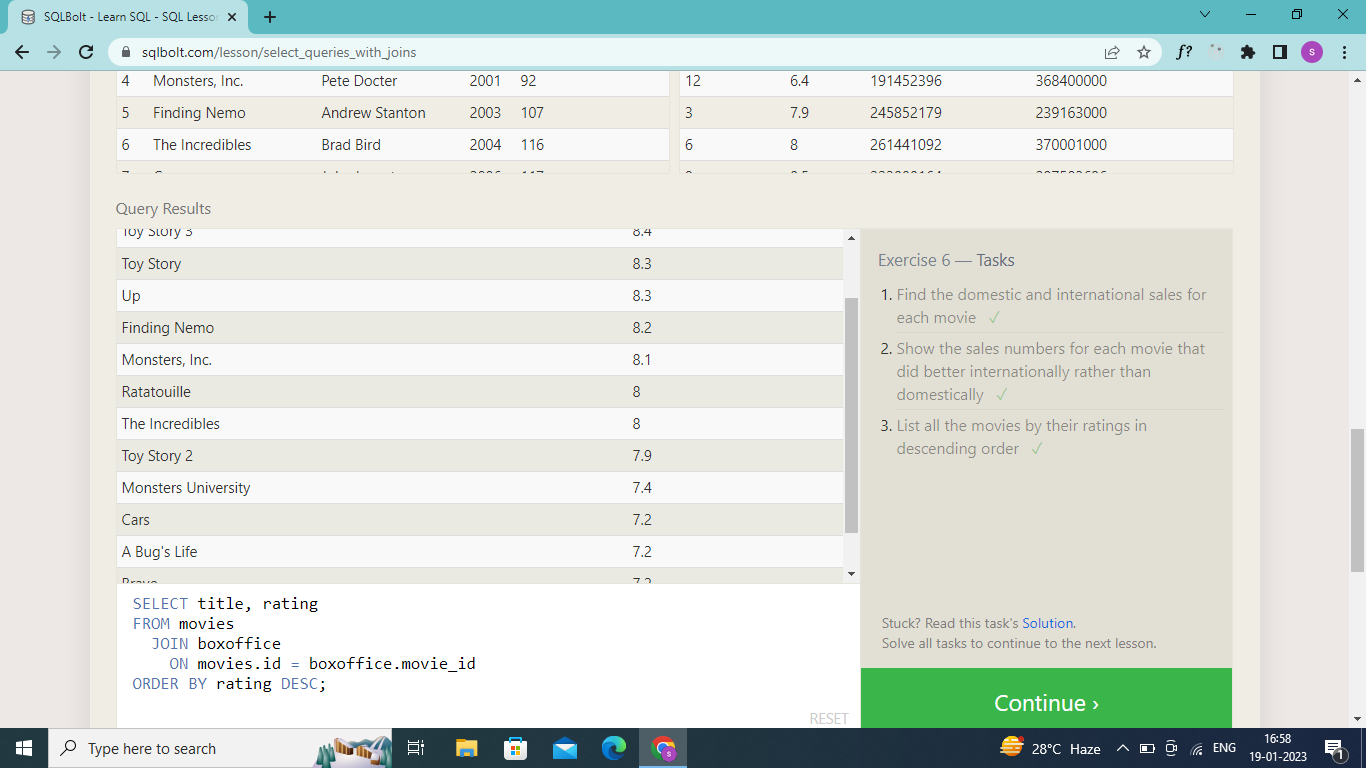 SQLBolt - Learn SQL - SQL Lesson
sqlbolt.com/lesson/select_queries_with_joins
f?
s
4 Monsters, Inc. Pete Docter 2001 92
5 Finding Nemo Andrew Stanton 2003 107
6 The Incredibles Brad Bird 2004 116
12 6.4 191452396 368400000
3 7.9 245852179 239163000
6 8 261441092 370001000
Query Results
Toy Story 3 8.4
Toy Story 8.3
Up 8.3
Finding Nemo 8.2
Monsters, Inc. 8.1
Ratatouille 8
The Incredibles 8
Toy Story 2 7.9
Monsters University 7.4
Cars 7.2
A Bug's Life 7.2
Brave 7.2
Exercise 6 — Tasks
1. Find the domestic and international sales for
each movie ✓
2. Show the sales numbers for each movie that
did better internationally rather than
domestically ✓
3. List all the movies by their ratings in
descending order ✓
Stuck? Read this task's Solution.
Solve all tasks to continue to the next lesson.
Continue ›
SELECT title, rating
FROM movies
JOIN boxoffice
ON movies.id = boxoffice.movie_id
ORDER BY rating DESC;
RESET
Type here to search
s
28°C Haze
ENG
16:58
19-01-2023
1